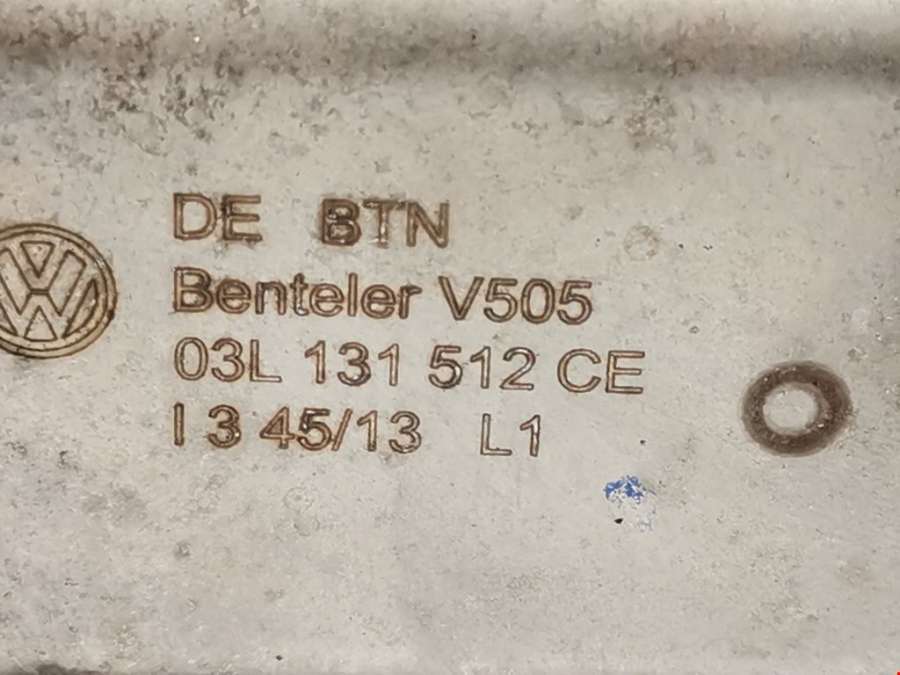 DE BTN
Benteler V505
03L 131 512 CE
I 3 45/13 L1